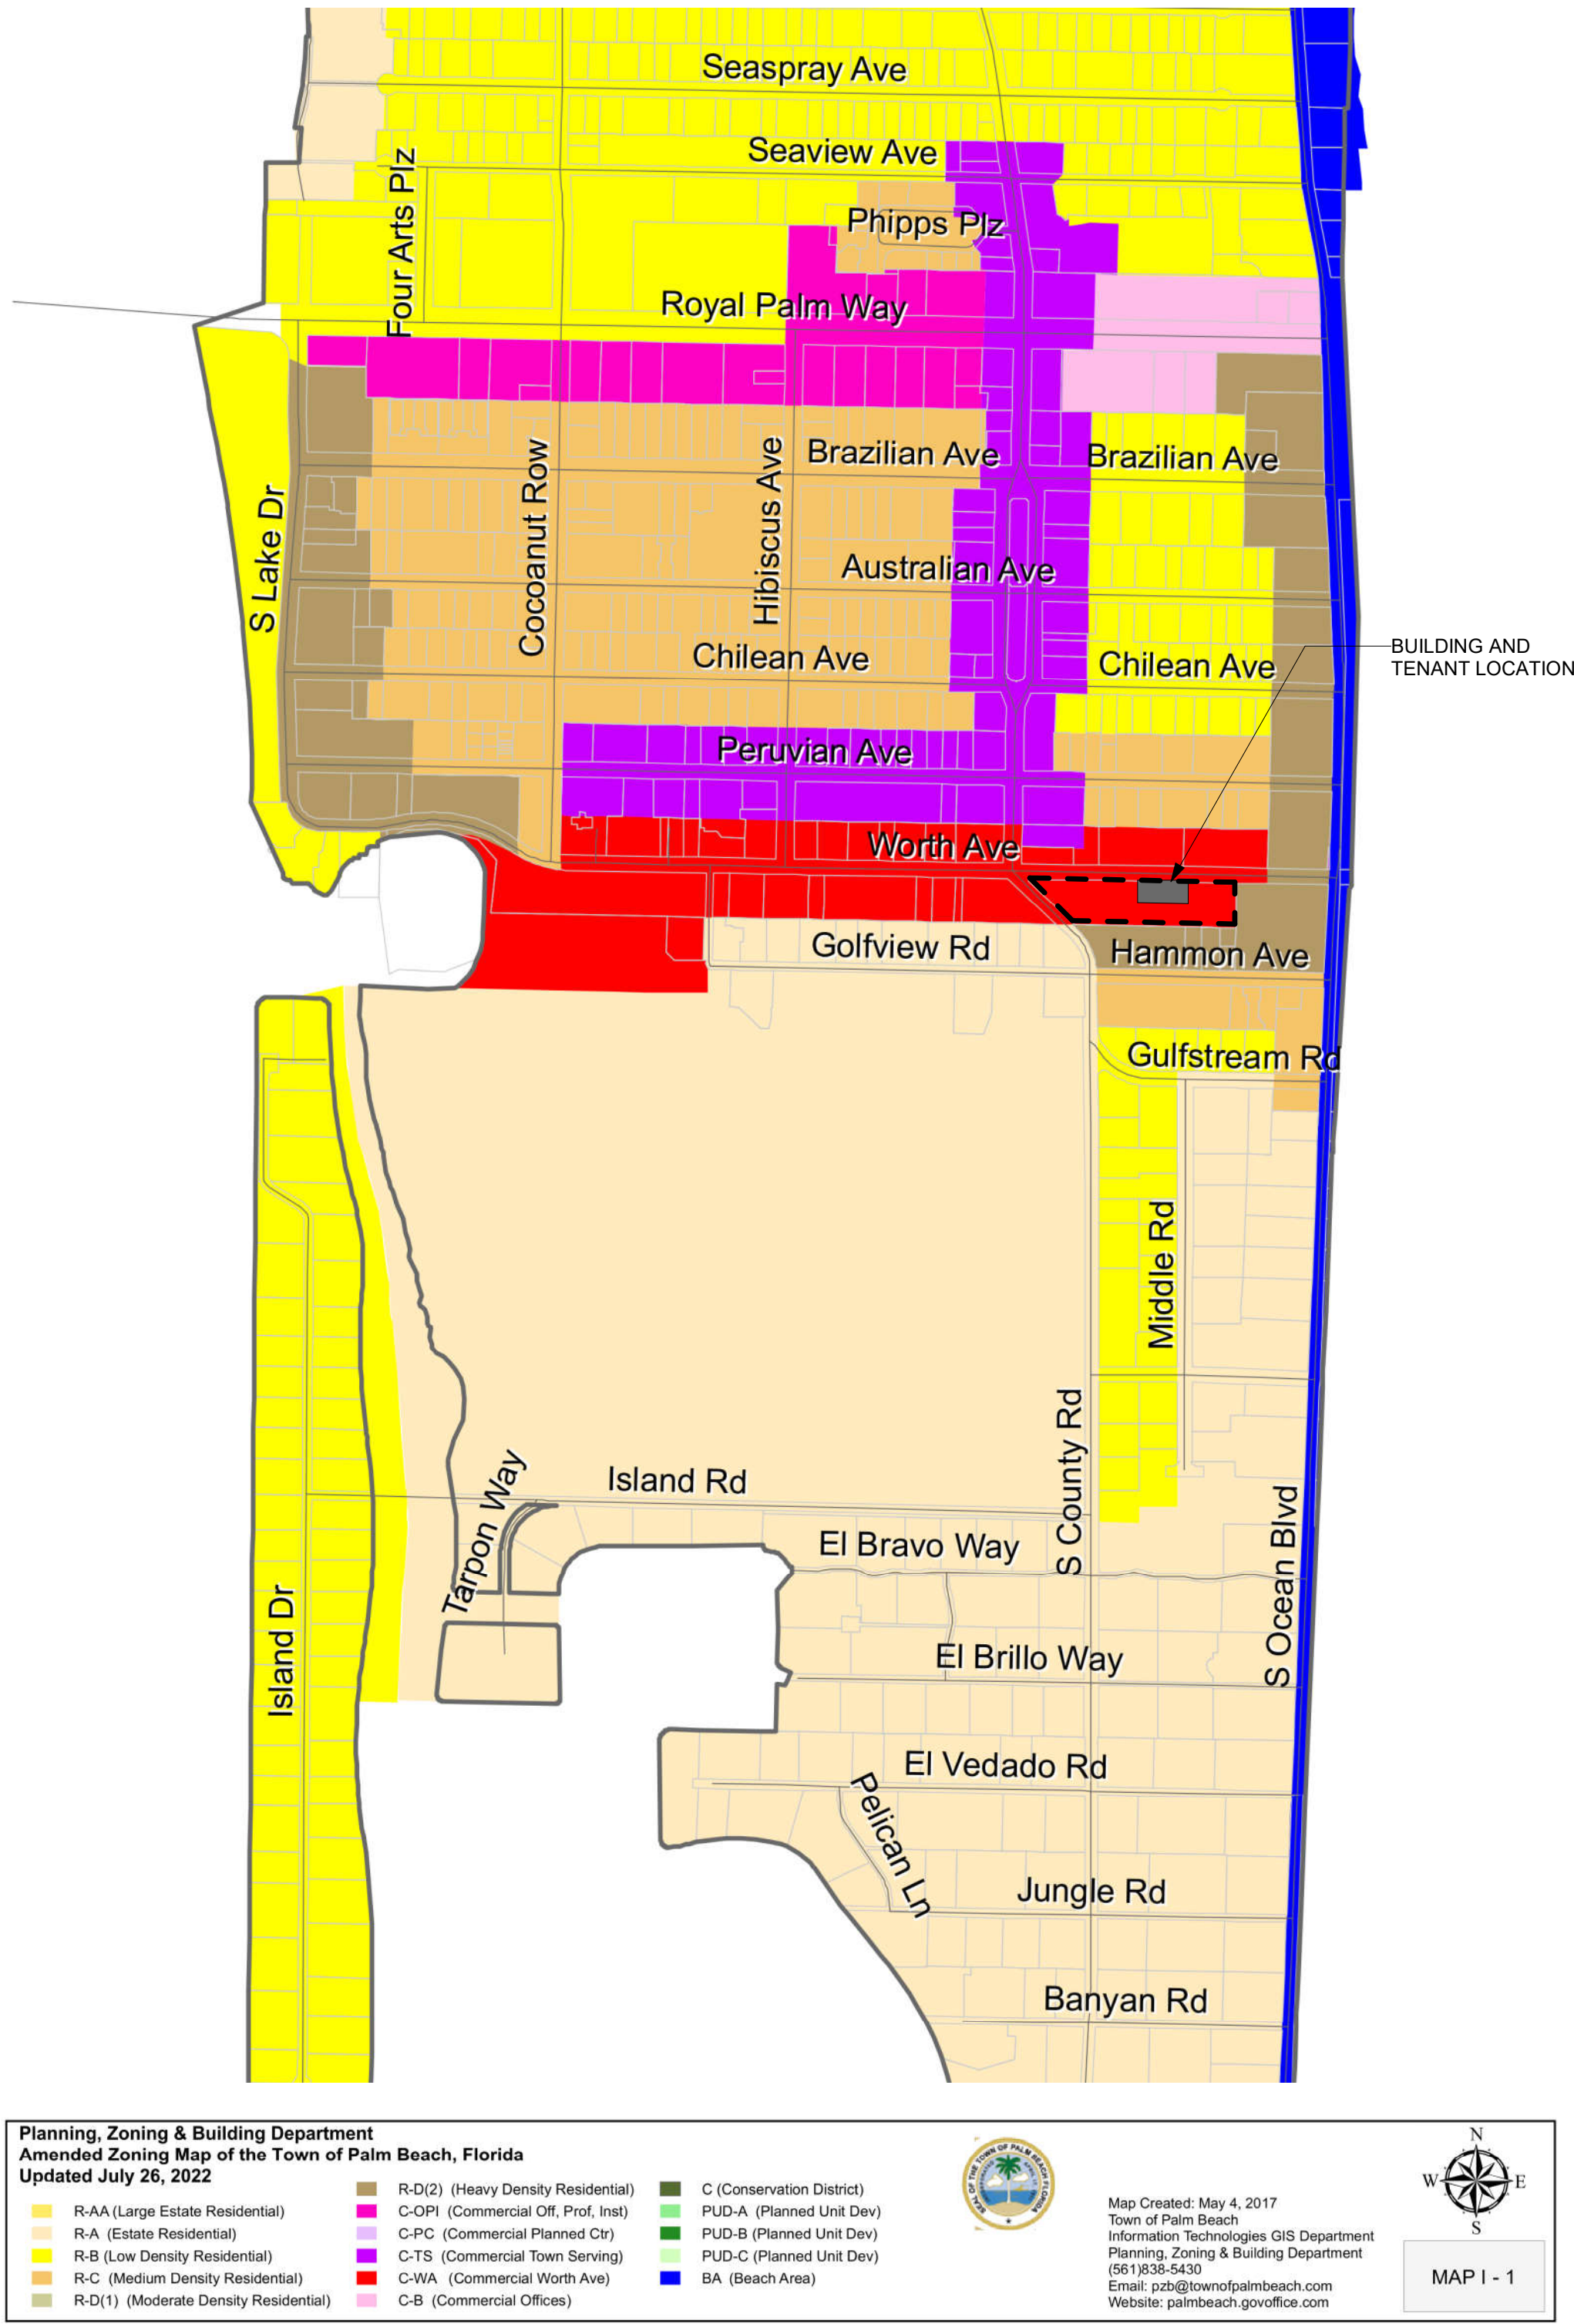 Seaspray Ave
Seaview Ave
Four Arts Plz
Phipps Plz
Royal Palm Way
Brazilian Ave
Brazilian Ave
Cocoanut Row
Hibiscus Ave
S Lake Dr
Australian Ave
BUILDING AND
TENANT LOCATION
Chilean Ave
Chilean Ave
Peruvian Ave
Worth Ave
Golfview Rd
Hammon Ave
Gulfstream Rd
Middle Rd
S County Rd
Island Rd
Tarpon Way
El Bravo Way
S Ocean Blvd
Island Dr
El Brillo Way
El Vedado Rd
Pelican Ln
Jungle Rd
Banyan Rd
Planning, Zoning & Building Department
Amended Zoning Map of the Town of Palm Beach, Florida
Updated July 26, 2022
R-AA (Large Estate Residential)
R-A (Estate Residential)
R-B (Low Density Residential)
R-C (Medium Density Residential)
R-D(1) (Moderate Density Residential)
R-D(2) (Heavy Density Residential)
C-OPI (Commercial Off, Prof, Inst)
C-PC (Commercial Planned Ctr)
C-TS (Commercial Town Serving)
C-WA (Commercial Worth Ave)
C-B (Commercial Offices)
C (Conservation District)
PUD-A (Planned Unit Dev)
PUD-B (Planned Unit Dev)
PUD-C (Planned Unit Dev)
BA (Beach Area)
SEAL OF THE TOWN OF PALM BEACH FLORIDA
Map Created: May 4, 2017
Town of Palm Beach
Information Technologies GIS Department
Planning, Zoning & Building Department
(561)838-5430
Email: pzb@townofpalmbeach.com
Website: palmbeach.govoffice.com
N
W
E
S
MAP I - 1